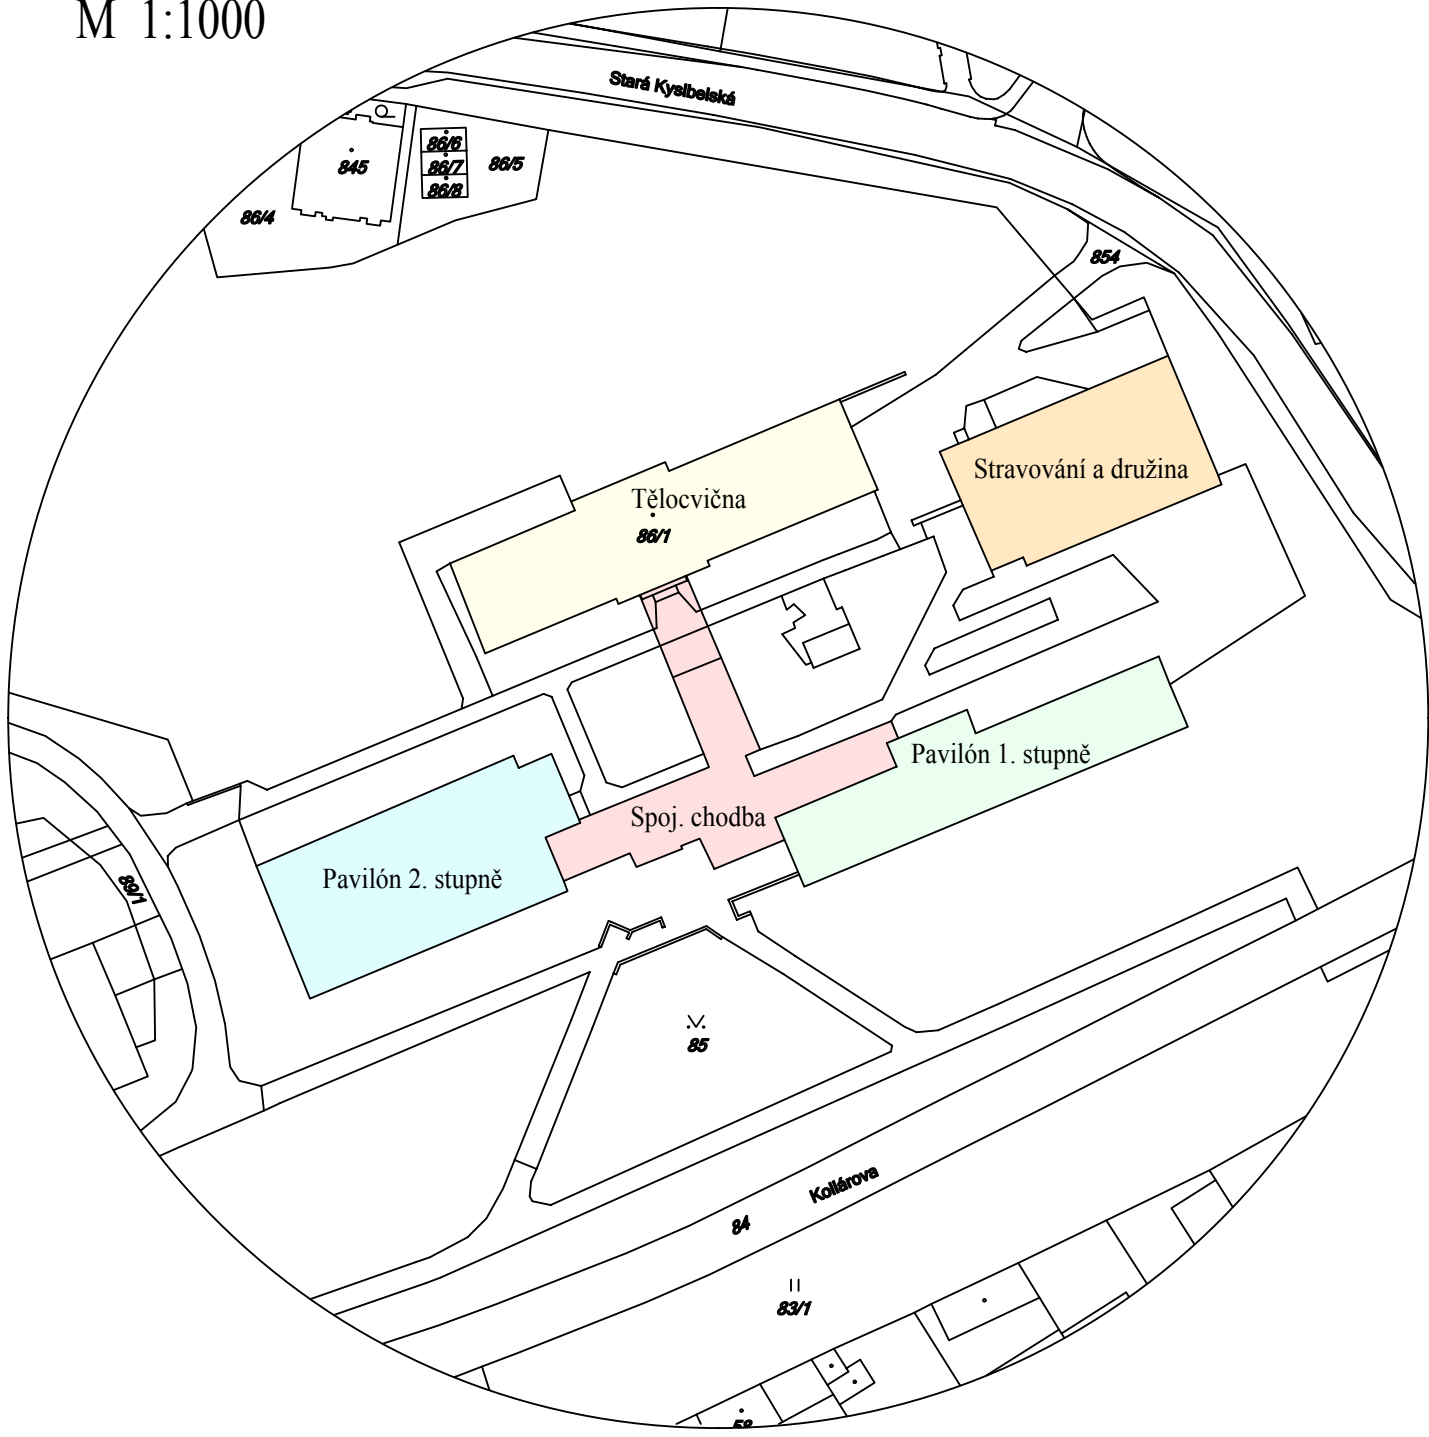 M 1:1000
Stará Kysibelská
86/6
845
86/7
86/5
86/8
86/4
854
Stravování a družina
Tělocvična
86/1
Pavilón 1. stupně
Spoj. chodba
Pavilón 2. stupně
89/1
85
Kollárova
84
83/1